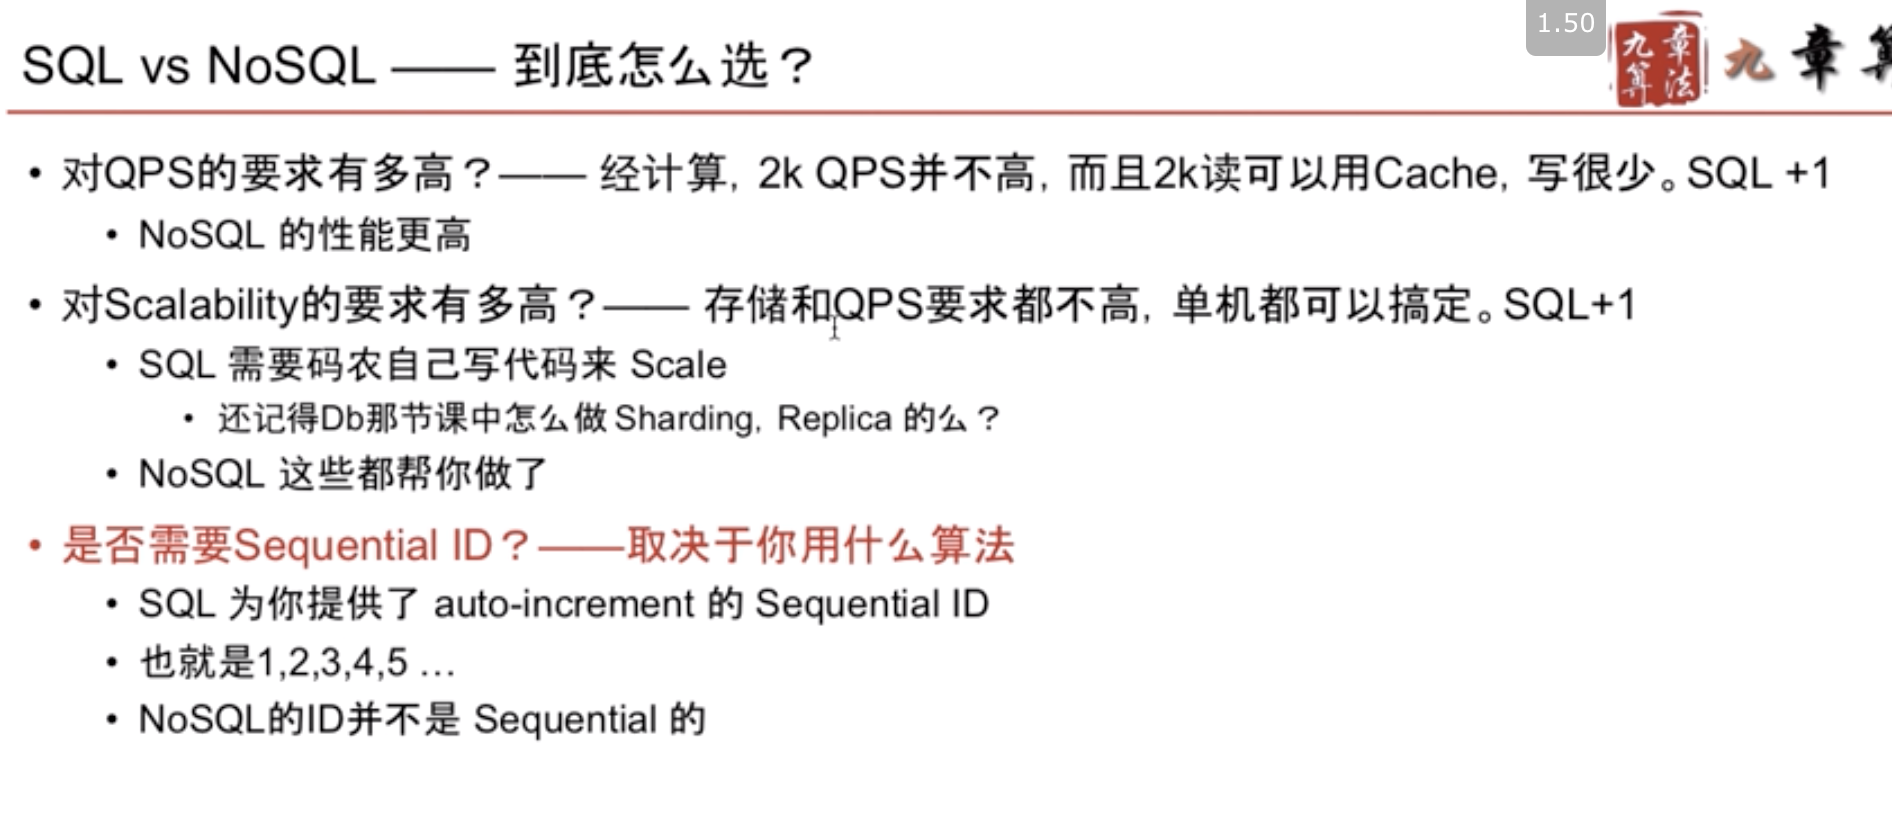 1.50
SQL vs NoSQL —— 到底怎么选？
九章算法
九章
• 对QPS的要求有多高？—— 经计算, 2k QPS并不高, 而且2k读可以用Cache, 写很少。SQL +1
• NoSQL 的性能更高
• 对Scalability的要求有多高？—— 存储和QPS要求都不高, 单机都可以搞定。SQL+1
• SQL 需要码农自己写代码来 Scale
• 还记得Db那节课中怎么做 Sharding, Replica 的么？
• NoSQL 这些都帮你做了
• 是否需要Sequential ID？——取决于你用什么算法
• SQL 为你提供了 auto-increment 的 Sequential ID
• 也就是1,2,3,4,5 …
• NoSQL的ID并不是 Sequential 的